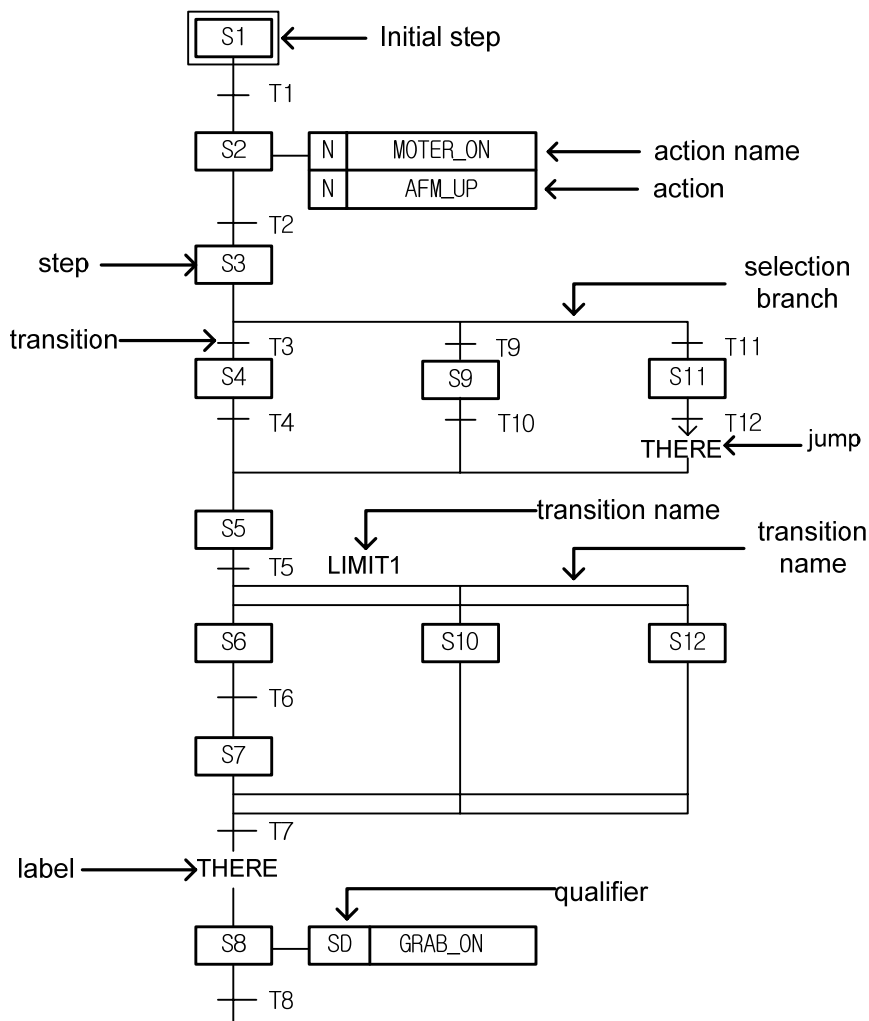 S1
Initial step
T1
S2
N
MOTER_ON
action name
N
AFM_UP
action
T2
step
S3
selection
branch
transition
T3
T9
T11
S4
S9
S11
T4
T10
T12
THERE
jump
S5
transition name
transition
name
T5
LIMIT1
S6
S10
S12
T6
S7
T7
label
THERE
qualifier
S8
SD
GRAB_ON
T8